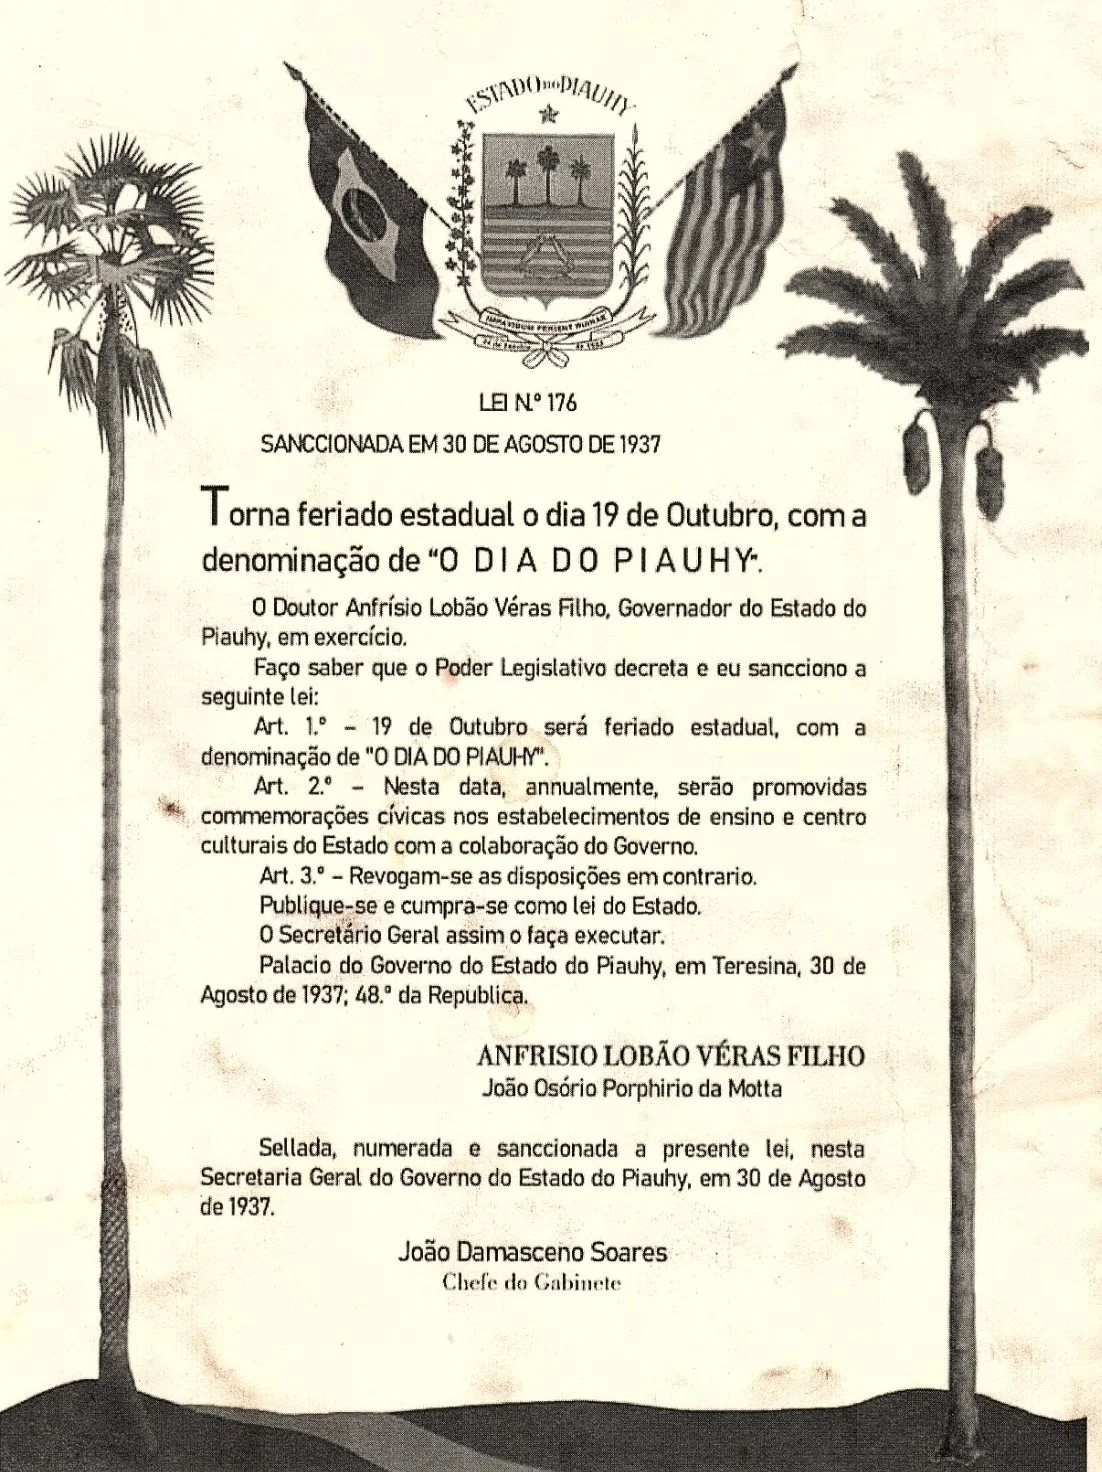 ESTADO DO PIAUHY
IMPAVIDUM FERIENT RUINAE
24 de Janeiro de 1823
LEI N.º 176
SANCCIONADA EM 30 DE AGOSTO DE 1937
Torna feriado estadual o dia 19 de Outubro, com a
denominação de "O DIA DO PIAUHY".
O Doutor Anfrísio Lobão Véras Filho, Governador do Estado do
Piauhy, em exercício.
Faço saber que o Poder Legislativo decreta e eu sancciono a
seguinte lei:
Art. 1.º – 19 de Outubro será feriado estadual, com a
denominação de "O DIA DO PIAUHY".
Art. 2.º – Nesta data, annualmente, serão promovidas
commemorações cívicas nos estabelecimentos de ensino e centro
culturais do Estado com a colaboração do Governo.
Art. 3.º – Revogam-se as disposições em contrario.
Publique-se e cumpra-se como lei do Estado.
O Secretário Geral assim o faça executar.
Palacio do Governo do Estado do Piauhy, em Teresina, 30 de
Agosto de 1937; 48.º da Republica.
ANFRISIO LOBÃO VÉRAS FILHO
João Osório Porphirio da Motta
Sellada, numerada e sanccionada a presente lei, nesta
Secretaria Geral do Governo do Estado do Piauhy, em 30 de Agosto
de 1937.
João Damasceno Soares
Chefe do Gabinete